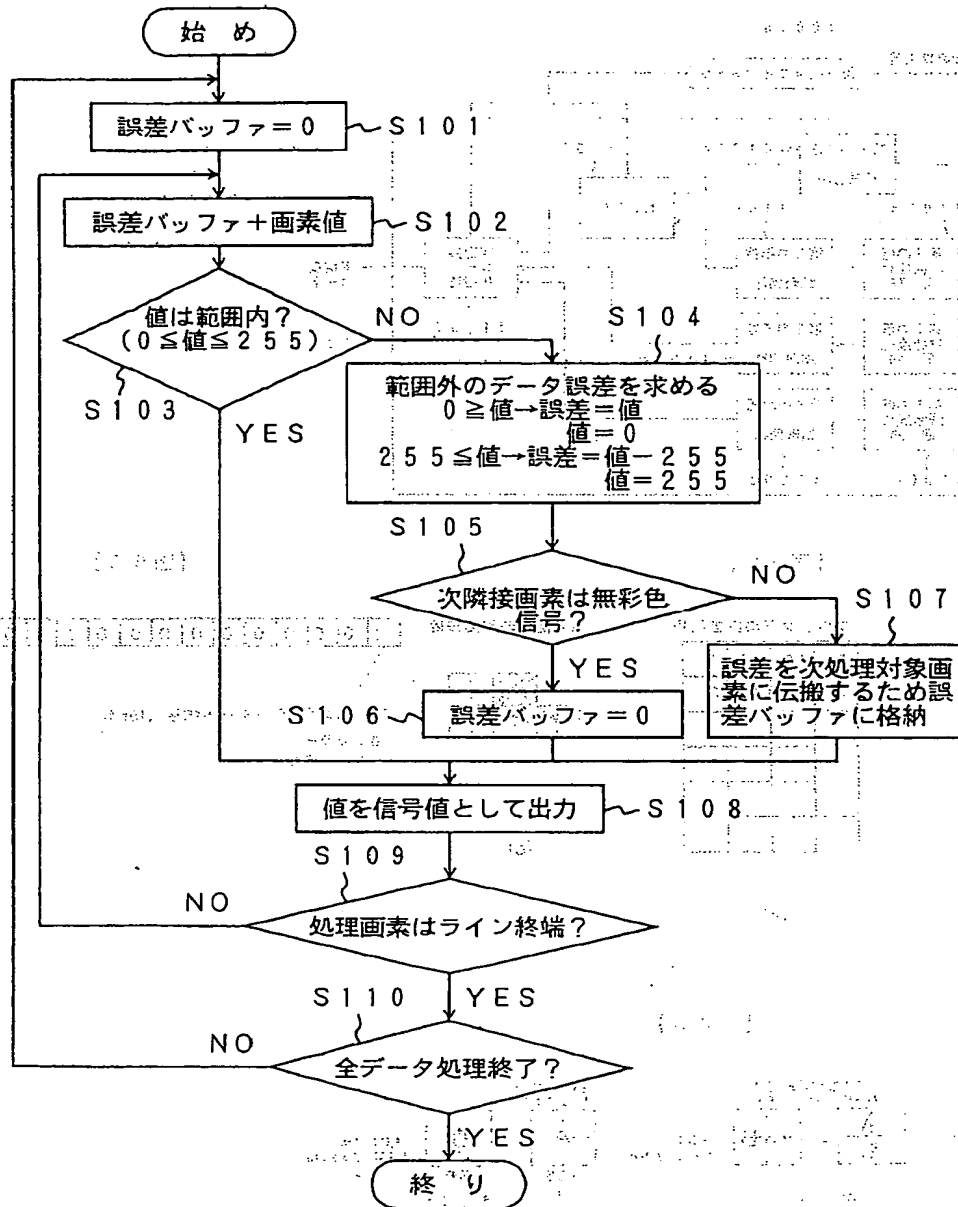 始め
誤差バッファ＝０
Ｓ１０１
誤差バッファ＋画素値
Ｓ１０２
値は範囲内？
（０≦値≦２５５）
ＮＯ
ＹＥＳ
Ｓ１０３
Ｓ１０４
範囲外のデータ誤差を求める
０≧値→誤差＝値
値＝０
２５５≦値→誤差＝値－２５５
値＝２５５
Ｓ１０５
次隣接画素は無彩色
信号？
ＮＯ
ＹＥＳ
Ｓ１０７
誤差を次処理対象画
素に伝搬するため誤
差バッファに格納
Ｓ１０６
誤差バッファ＝０
値を信号値として出力
Ｓ１０８
Ｓ１０９
処理画素はライン終端？
ＮＯ
ＹＥＳ
Ｓ１１０
全データ処理終了？
ＮＯ
ＹＥＳ
終り